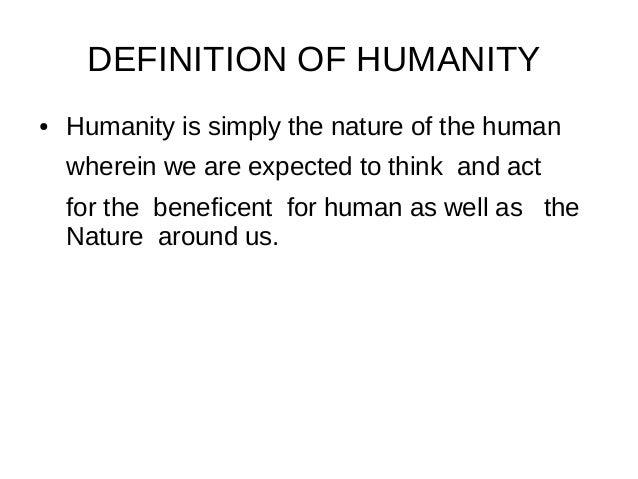 DEFINITION OF HUMANITY
• Humanity is simply the nature of the human
wherein we are expected to think  and act
for the  beneficent  for human as well as   the
Nature  around us.